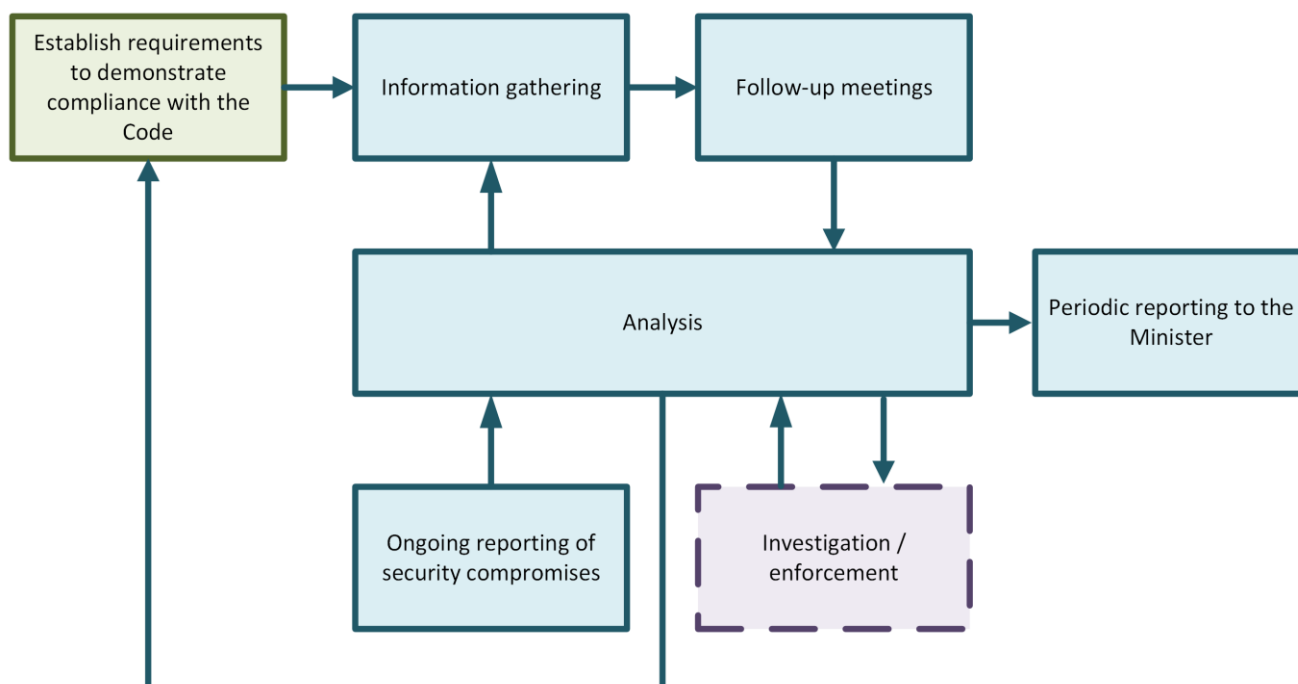 Establish requirements
to demonstrate
compliance with the
Code
Information gathering
Follow-up meetings
Analysis
Periodic reporting to the
Minister
Ongoing reporting of
security compromises
Investigation /
enforcement